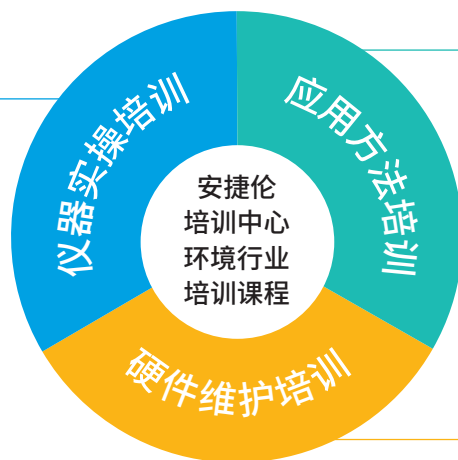 仪器实操培训
应用方法培训
安捷伦
培训中心
环境行业
培训课程
硬件维护培训